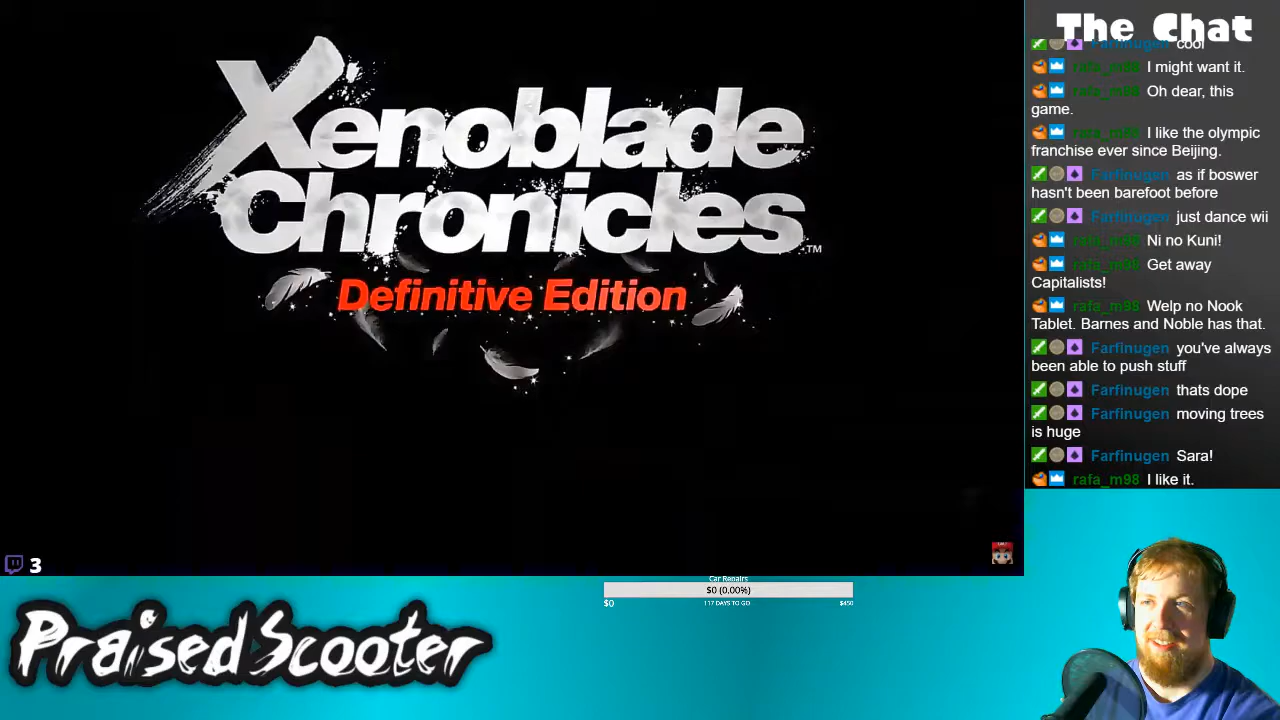 Xenoblade
Chronicles™
Definitive Edition
3
The Chat
Farfinugen cool
rafa_m98 I might want it.
rafa_m98 Oh dear, this
game.
rafa_m98 I like the olympic
franchise ever since Beijing.
Farfinugen as if boswer
hasn't been barefoot before
Farfinugen just dance wii
rafa_m98 Ni no Kuni!
rafa_m98 Get away
Capitalists!
rafa_m98 Welp no Nook
Tablet. Barnes and Noble has that.
Farfinugen you've always
been able to push stuff
Farfinugen thats dope
Farfinugen moving trees
is huge
Farfinugen Sara!
rafa_m98 I like it.
Car Repairs
$0 (0.00%)
$0 117 DAYS TO GO $450
PraisedScooter